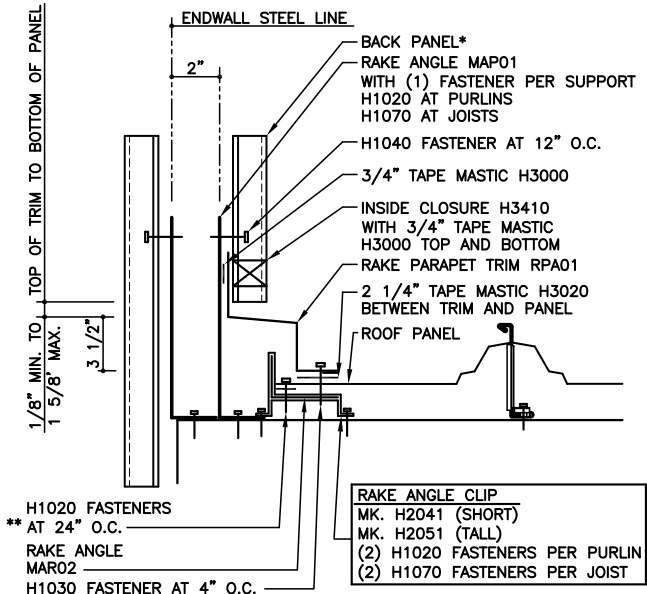 ENDWALL STEEL LINE
2"
BACK PANEL*
RAKE ANGLE MAP01
WITH (1) FASTENER PER SUPPORT
H1020 AT PURLINS
H1070 AT JOISTS
H1040 FASTENER AT 12" O.C.
3/4" TAPE MASTIC H3000
INSIDE CLOSURE H3410
WITH 3/4" TAPE MASTIC
H3000 TOP AND BOTTOM
RAKE PARAPET TRIM RPA01
2 1/4" TAPE MASTIC H3020
BETWEEN TRIM AND PANEL
ROOF PANEL
1/8" MIN. TO
1 5/8' MAX.
TOP OF TRIM TO BOTTOM OF PANEL
3 1/2"
H1020 FASTENERS
** AT 24" O.C.
RAKE ANGLE
MAR02
H1030 FASTENER AT 4" O.C.
RAKE ANGLE CLIP
MK. H2041 (SHORT)
MK. H2051 (TALL)
(2) H1020 FASTENERS PER PURLIN
(2) H1070 FASTENERS PER JOIST